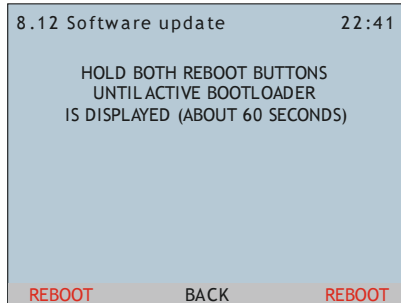 8.12 Software update 22:41
HOLD BOTH REBOOT BUTTONS
UNTIL ACTIVE BOOTLOADER
IS DISPLAYED (ABOUT 60 SECONDS)
REBOOT BACK REBOOT